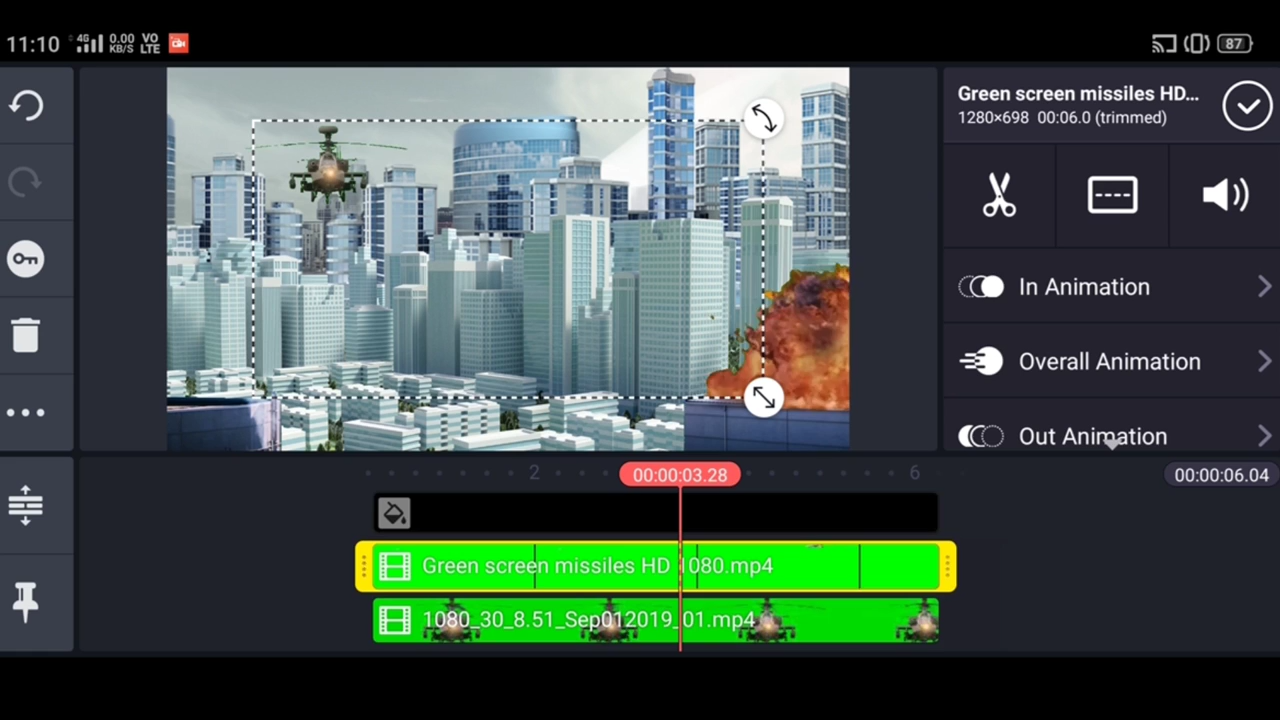 11:10 4G 0.00 KB/S VO LTE 87
Green screen missiles HD...
1280×698 00:06.0 (trimmed)
In Animation
Overall Animation
Out Animation
2 00:00:03.28 6 00:00:06.04
Green screen missiles HD 1080.mp4
1080_30_8.51_Sep012019_01.mp4